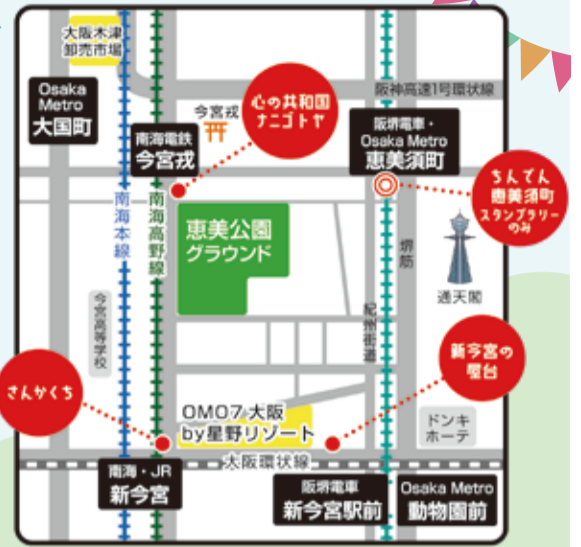 大阪木津
卸売市場
Osaka
Metro
大国町
阪神高速1号環状線
今宮戎
心の共和国
ナニゴトヤ
南海電鉄
今宮戎
阪堺電車・
Osaka Metro
恵美須町
ちんでん
恵美須町
スタンプラリー
のみ
南海本線
南海高野線
恵美公園
グラウンド
堺筋
通天閣
紀州街道
今宮高等学校
新今宮の
屋台
さんかくち
OMO7 大阪
by星野リゾート
ドンキ
ホーテ
大阪環状線
南海・JR
新今宮
阪堺電車
新今宮駅前
Osaka Metro
動物園前